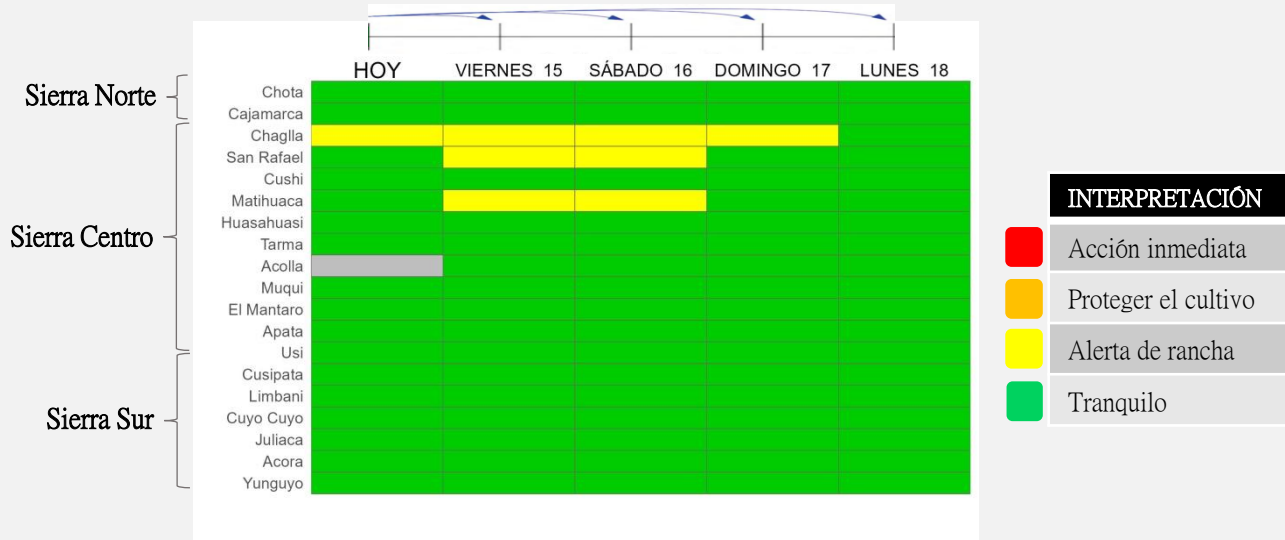 HOY VIERNES 15 SÁBADO 16 DOMINGO 17 LUNES 18
Sierra Norte
Chota
Cajamarca
Sierra Centro
Chaglla
San Rafael
Cushi
Matihuaca
Huasahuasi
Tarma
Acolla
Muqui
El Mantaro
Apata
Sierra Sur
Usi
Cusipata
Limbani
Cuyo Cuyo
Juliaca
Acora
Yunguyo
INTERPRETACIÓN
Acción inmediata
Proteger el cultivo
Alerta de rancha
Tranquilo